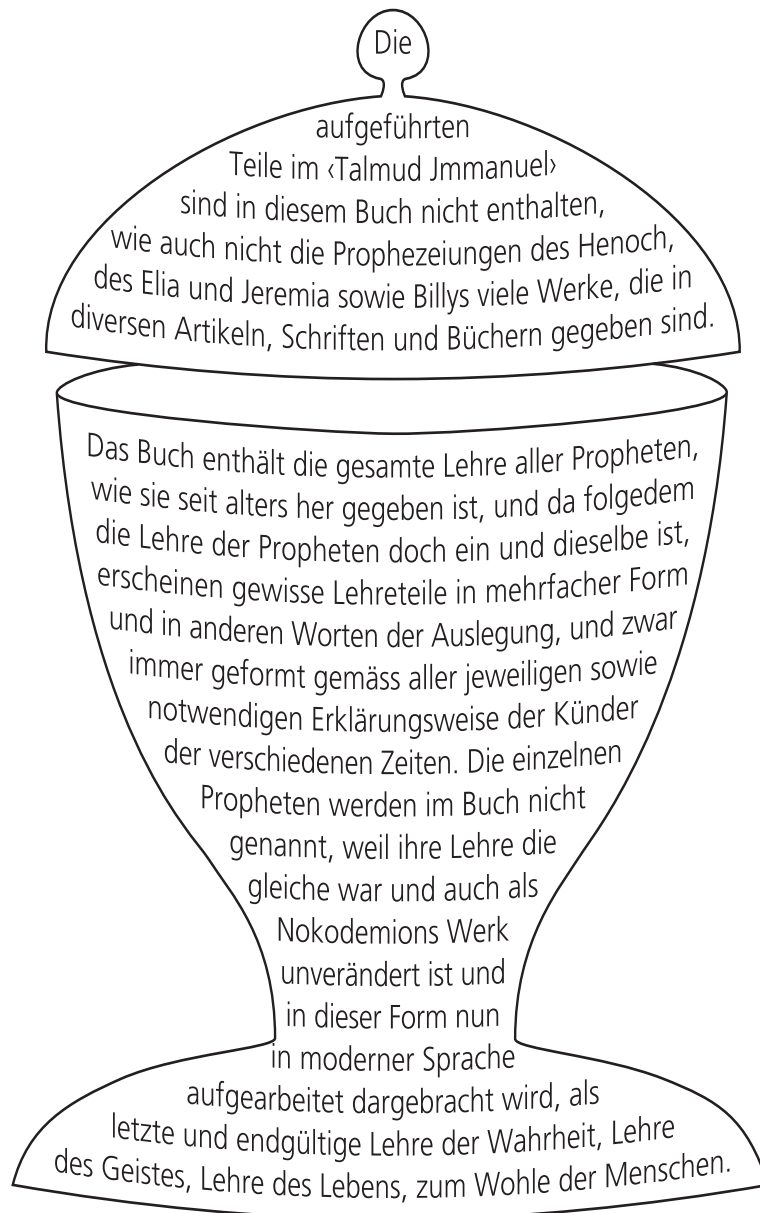 Die
aufgeführten
Teile im ‹Talmud Jmmanuel›
sind in diesem Buch nicht enthalten,
wie auch nicht die Prophezeiungen des Henoch,
des Elia und Jeremia sowie Billys viele Werke, die in
diversen Artikeln, Schriften und Büchern gegeben sind.
Das Buch enthält die gesamte Lehre aller Propheten,
wie sie seit alters her gegeben ist, und da folgedem
die Lehre der Propheten doch ein und dieselbe ist,
erscheinen gewisse Lehreteile in mehrfacher Form
und in anderen Worten der Auslegung, und zwar
immer geformt gemäss aller jeweiligen sowie
notwendigen Erklärungsweise der Künder
der verschiedenen Zeiten. Die einzelnen
Propheten werden im Buch nicht
genannt, weil ihre Lehre die
gleiche war und auch als
Nokodemions Werk
unverändert ist und
in dieser Form nun
in moderner Sprache
aufgearbeitet dargebracht wird, als
letzte und endgültige Lehre der Wahrheit, Lehre
des Geistes, Lehre des Lebens, zum Wohle der Menschen.